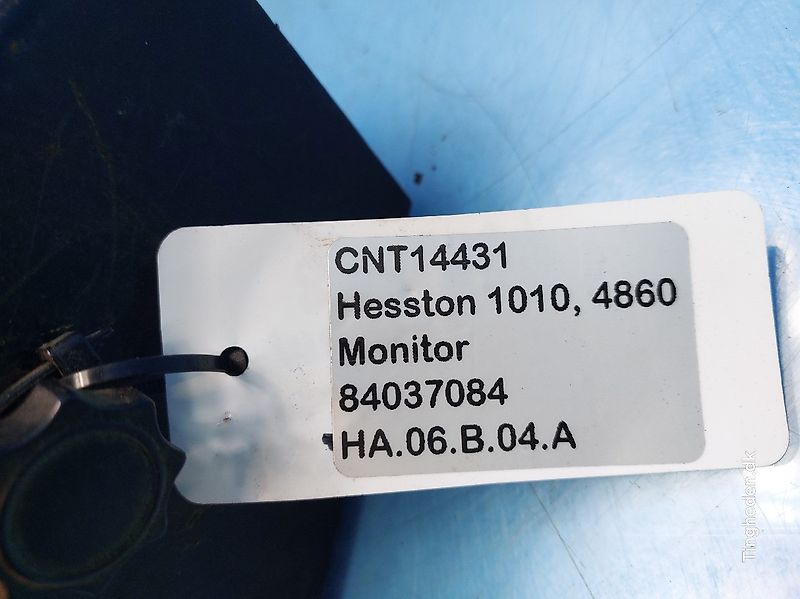 CNT14431
Hesston 1010, 4860
Monitor
84037084
HA.06.B.04.A
Tingheden.dk